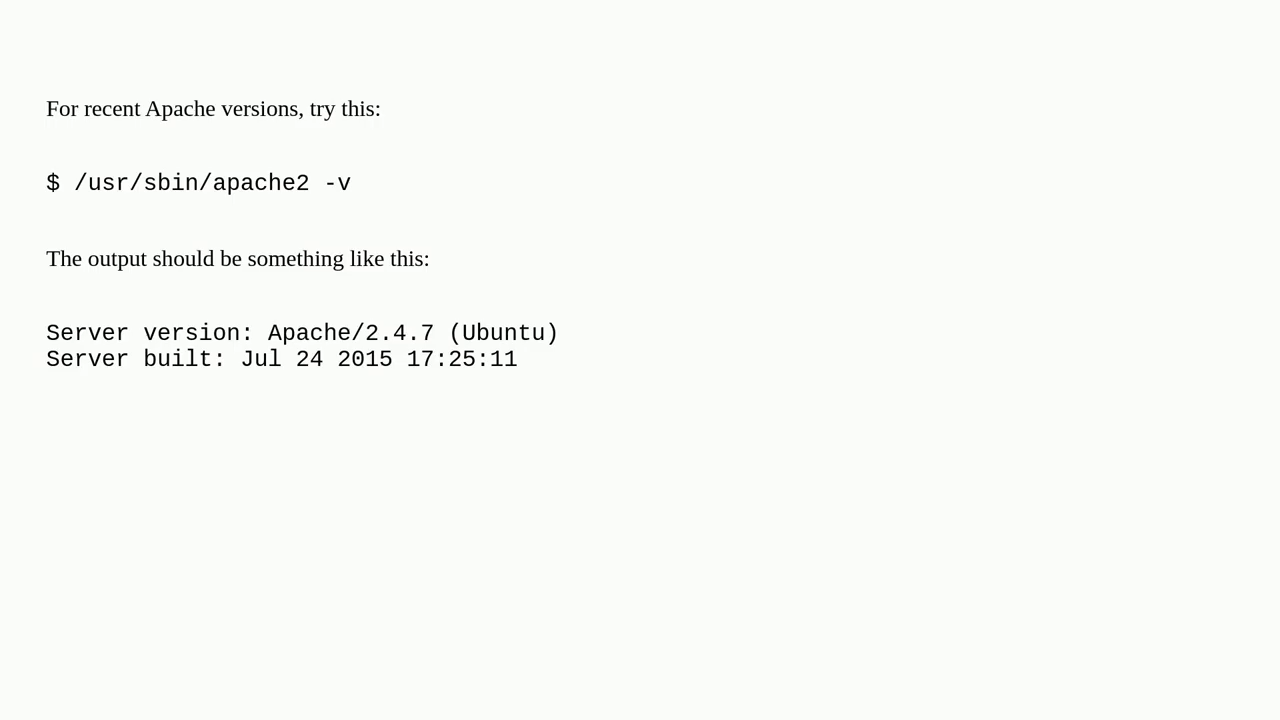 For recent Apache versions, try this:
$ /usr/sbin/apache2 -v
The output should be something like this:
Server version: Apache/2.4.7 (Ubuntu)
Server built: Jul 24 2015 17:25:11